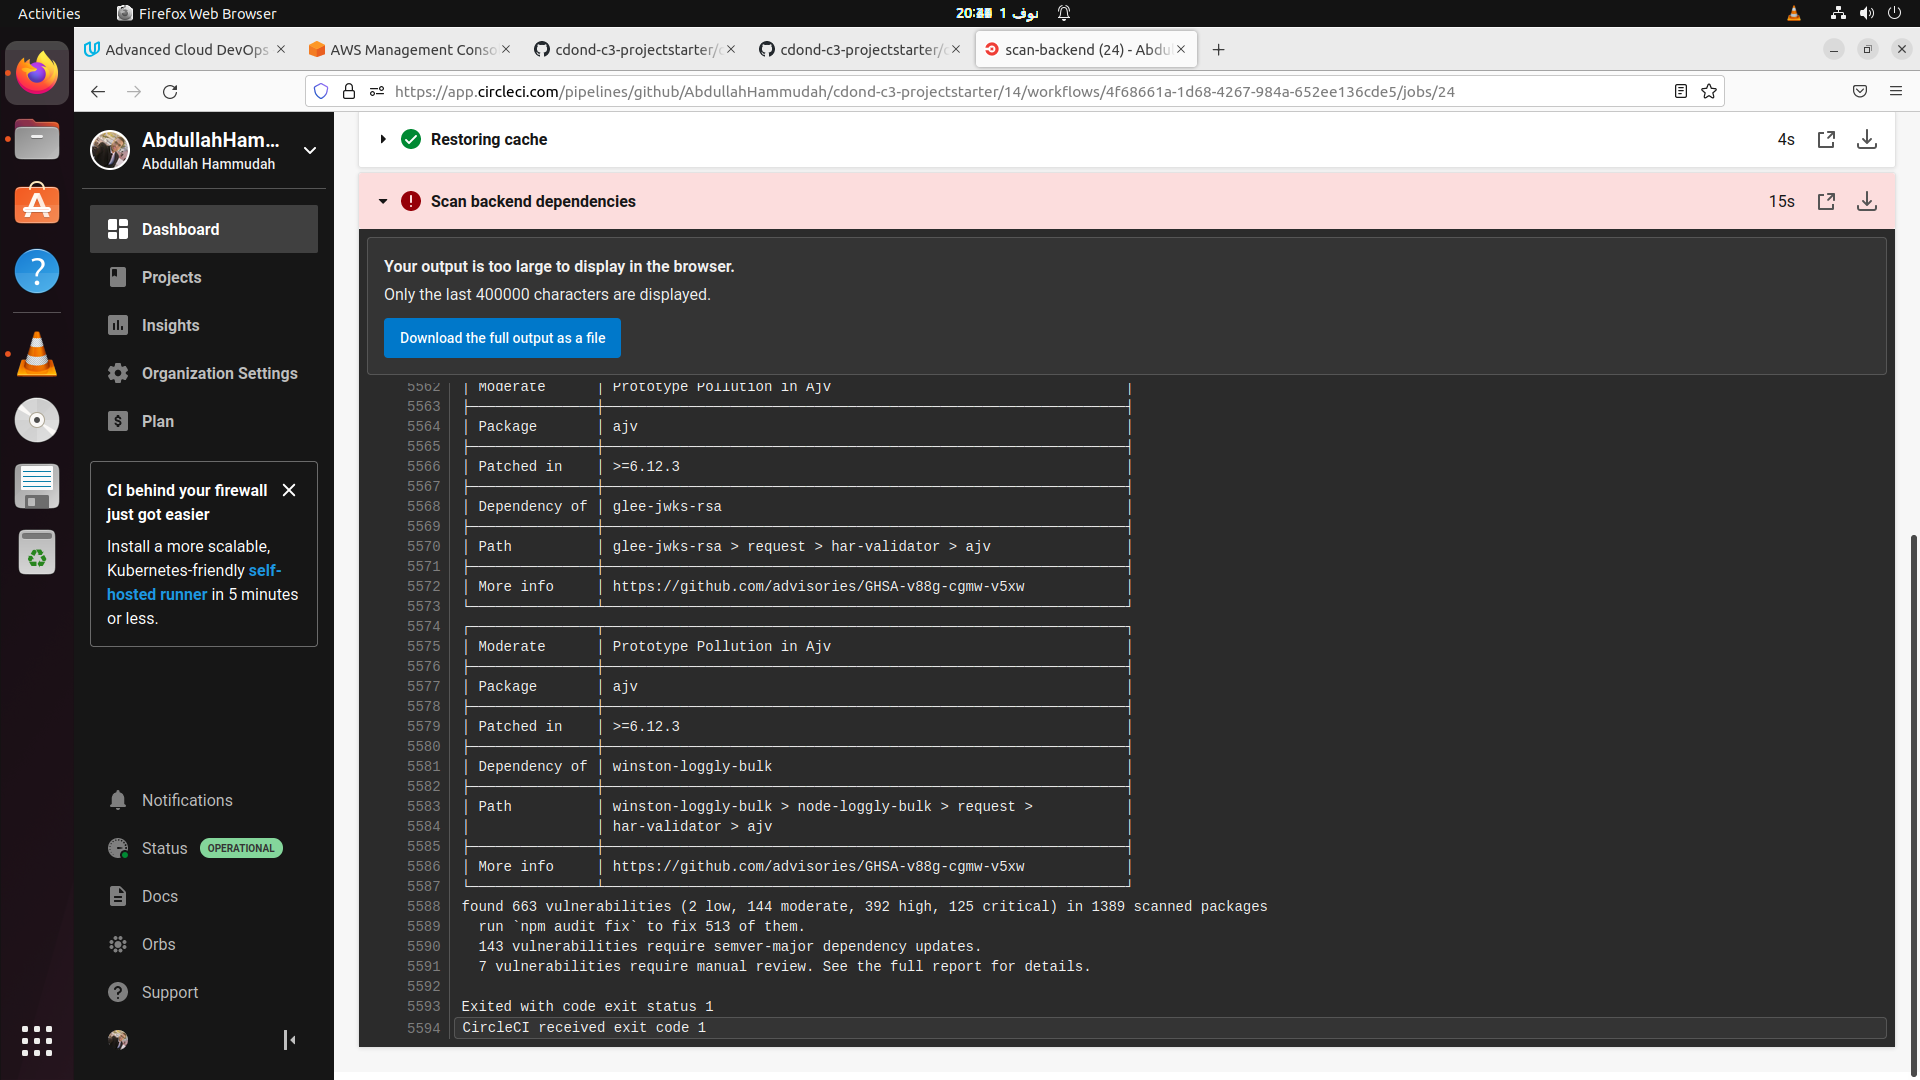 Activities
Firefox Web Browser
نوف 1
Advanced Cloud DevOps
AWS Management Conso
cdond-c3-projectstarter/c
cdond-c3-projectstarter/c
scan-backend (24) - Abdul
https://app.circleci.com/pipelines/github/AbdullahHammudah/cdond-c3-projectstarter/14/workflows/4f68661a-1d68-4267-984a-652ee136cde5/jobs/24
AbdullahHam...
Abdullah Hammudah
Dashboard
Projects
Insights
Organization Settings
Plan
CI behind your firewall
just got easier
Install a more scalable,
Kubernetes-friendly self-
hosted runner in 5 minutes
or less.
Notifications
Status OPERATIONAL
Docs
Orbs
Support
Restoring cache 4s
Scan backend dependencies 15s
Your output is too large to display in the browser.
Only the last 400000 characters are displayed.
Download the full output as a file
5562 │ Moderate │ Prototype Pollution in Ajv │
5563
5564 │ Package │ ajv │
5565
5566 │ Patched in │ >=6.12.3 │
5567
5568 │ Dependency of │ glee-jwks-rsa │
5569
5570 │ Path │ glee-jwks-rsa > request > har-validator > ajv │
5571
5572 │ More info │ https://github.com/advisories/GHSA-v88g-cgmw-v5xw │
5573
5574
5575 │ Moderate │ Prototype Pollution in Ajv │
5576
5577 │ Package │ ajv │
5578
5579 │ Patched in │ >=6.12.3 │
5580
5581 │ Dependency of │ winston-loggly-bulk │
5582
5583 │ Path │ winston-loggly-bulk > node-loggly-bulk > request > │
5584 │ │ har-validator > ajv │
5585
5586 │ More info │ https://github.com/advisories/GHSA-v88g-cgmw-v5xw │
5587
5588 found 663 vulnerabilities (2 low, 144 moderate, 392 high, 125 critical) in 1389 scanned packages
5589 run `npm audit fix` to fix 513 of them.
5590 143 vulnerabilities require semver-major dependency updates.
5591 7 vulnerabilities require manual review. See the full report for details.
5592
5593 Exited with code exit status 1
5594 CircleCI received exit code 1